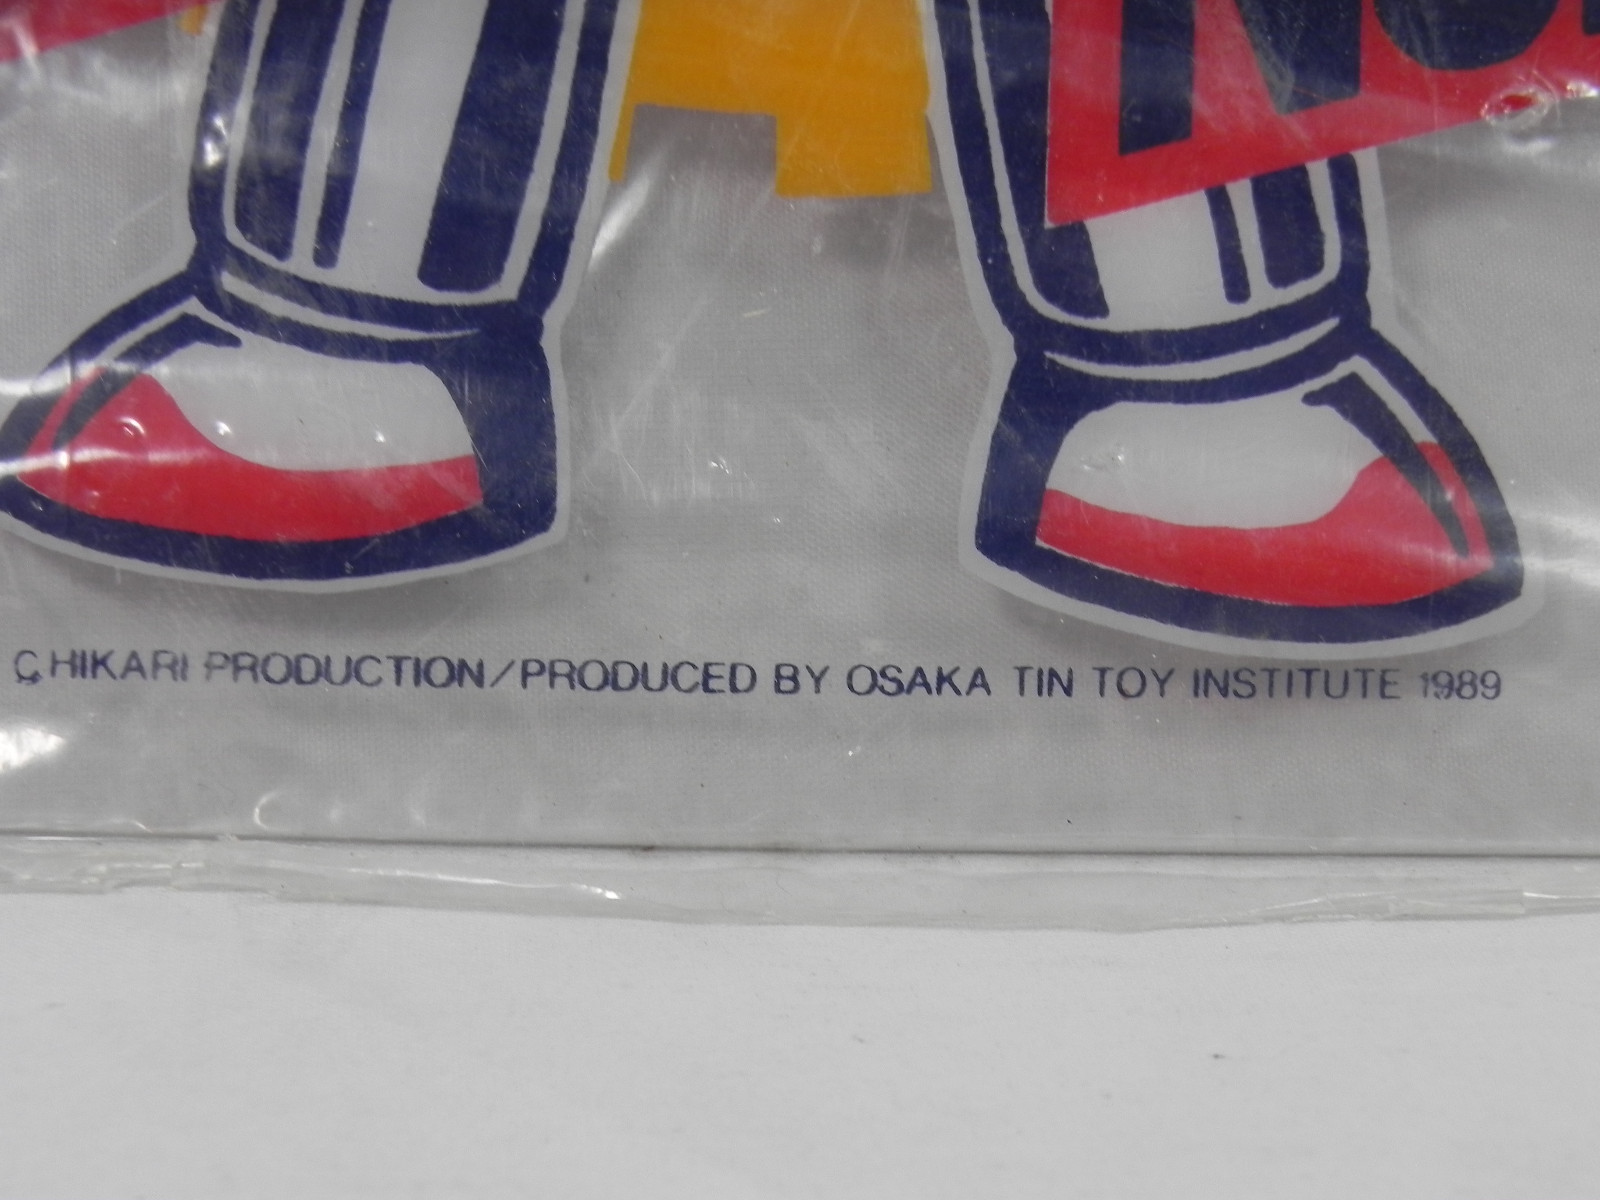 © HIKARI PRODUCTION/PRODUCED BY OSAKA TIN TOY INSTITUTE 1989